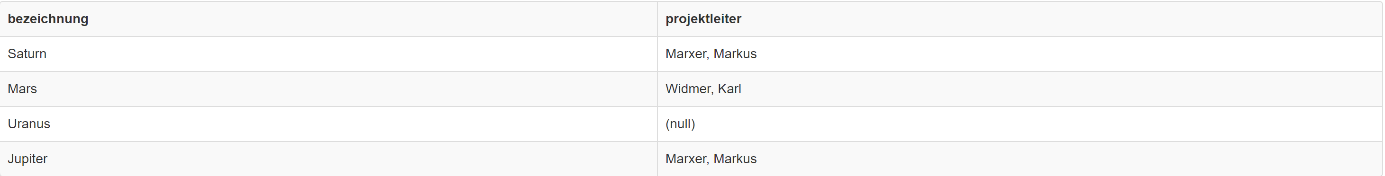 bezeichnung projektleiter
Saturn Marxer, Markus
Mars Widmer, Karl
Uranus (null)
Jupiter Marxer, Markus